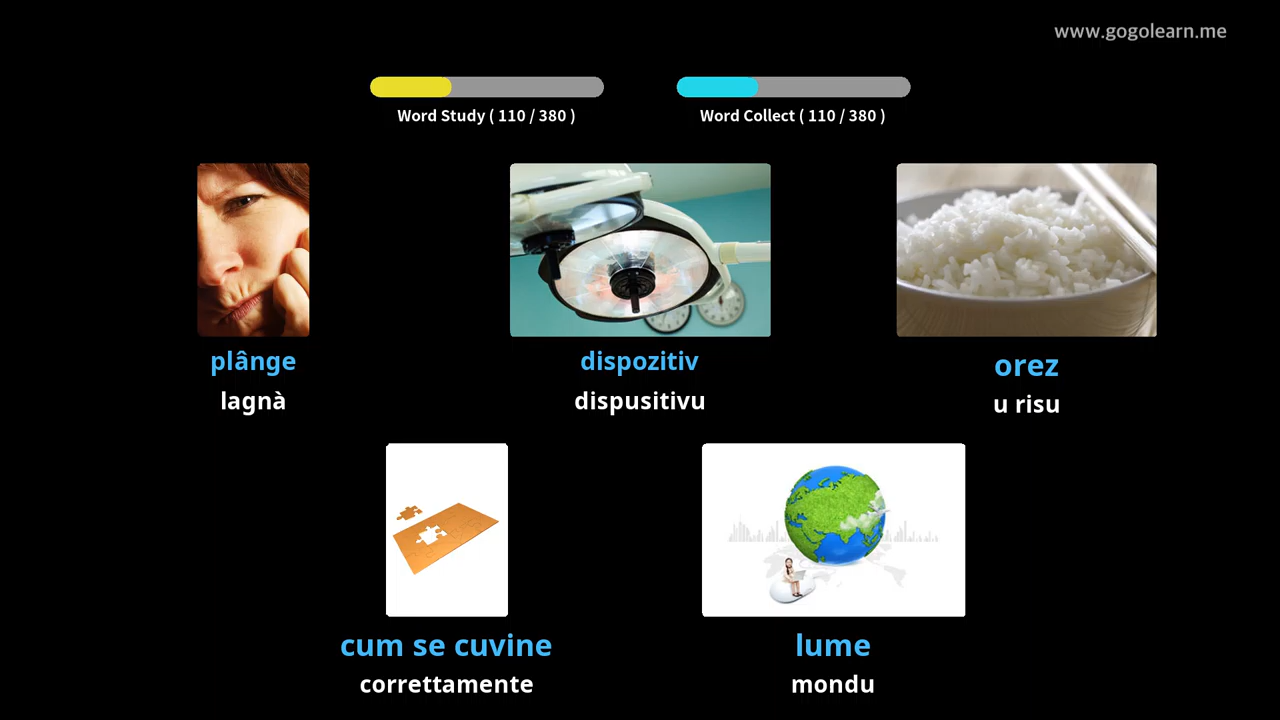 www.gogolearn.me
Word Study ( 110 / 380 )
Word Collect ( 110 / 380 )
plânge
lagnà
dispozitiv
dispusitivu
orez
u risu
cum se cuvine
correttamente
lume
mondu